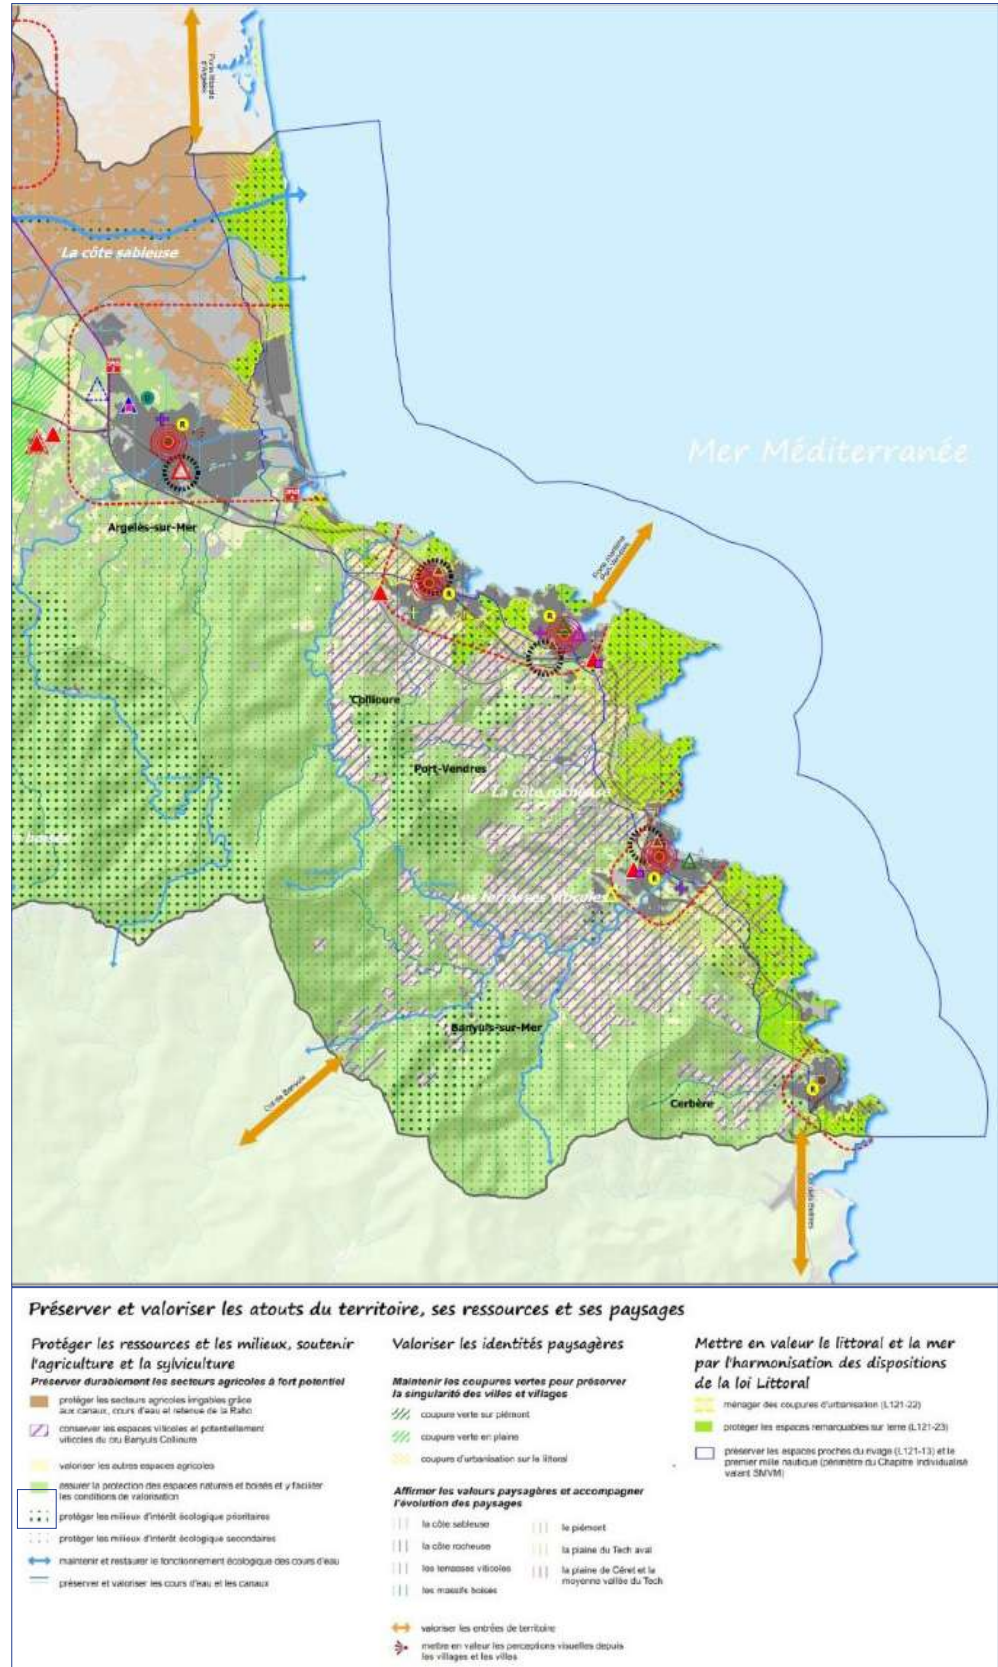 Porte littorale
d'Argelès
La côte sableuse
Mer Méditerranée
R
Argelès-sur-Mer
Porte maritime
Port-Vendres
R
R
Collioure
Port-Vendres
La côte rocheuse
R
Les terrasses viticoles
Banyuls-sur-Mer
Col de Banyuls
Cerbère
R
Préserver et valoriser les atouts du territoire, ses ressources et ses paysages
Protéger les ressources et les milieux, soutenir
l'agriculture et la sylviculture
Préserver durablement les secteurs agricoles à fort potentiel
protéger les secteurs agricoles irrigables grâce
aux canaux, cours d'eau et retenue de la Raho
conserver les espaces viticoles et potentiellement
viticoles du cru Banyuls Collioure
valoriser les autres espaces agricoles
assurer la protection des espaces naturels et boisés et y faciliter
les conditions de valorisation
protéger les milieux d'intérêt écologique prioritaires
protéger les milieux d'intérêt écologique secondaires
maintenir et restaurer le fonctionnement écologique des cours d'eau
préserver et valoriser les cours d'eau et les canaux
Valoriser les identités paysagères
Maintenir les coupures vertes pour préserver
la singularité des villes et villages
coupure verte sur piémont
coupure verte en plaine
coupure d'urbanisation sur le littoral
Affirmer les valeurs paysagères et accompagner
l'évolution des paysages
la côte sableuse
la côte rocheuse
les terrasses viticoles
les massifs boisés
le piémont
la plaine du Tech aval
la plaine de Céret et la
moyenne vallée du Tech
valoriser les entrées de territoire
mettre en valeur les perceptions visuelles depuis
les villages et les villes
Mettre en valeur le littoral et la mer
par l'harmonisation des dispositions
de la loi Littoral
ménager des coupures d'urbanisation (L121-22)
protéger les espaces remarquables sur terre (L121-23)
préserver les espaces proches du rivage (L121-13) et le
premier mille nautique (périmètre du Chapitre Individualisé
valant SMVM)